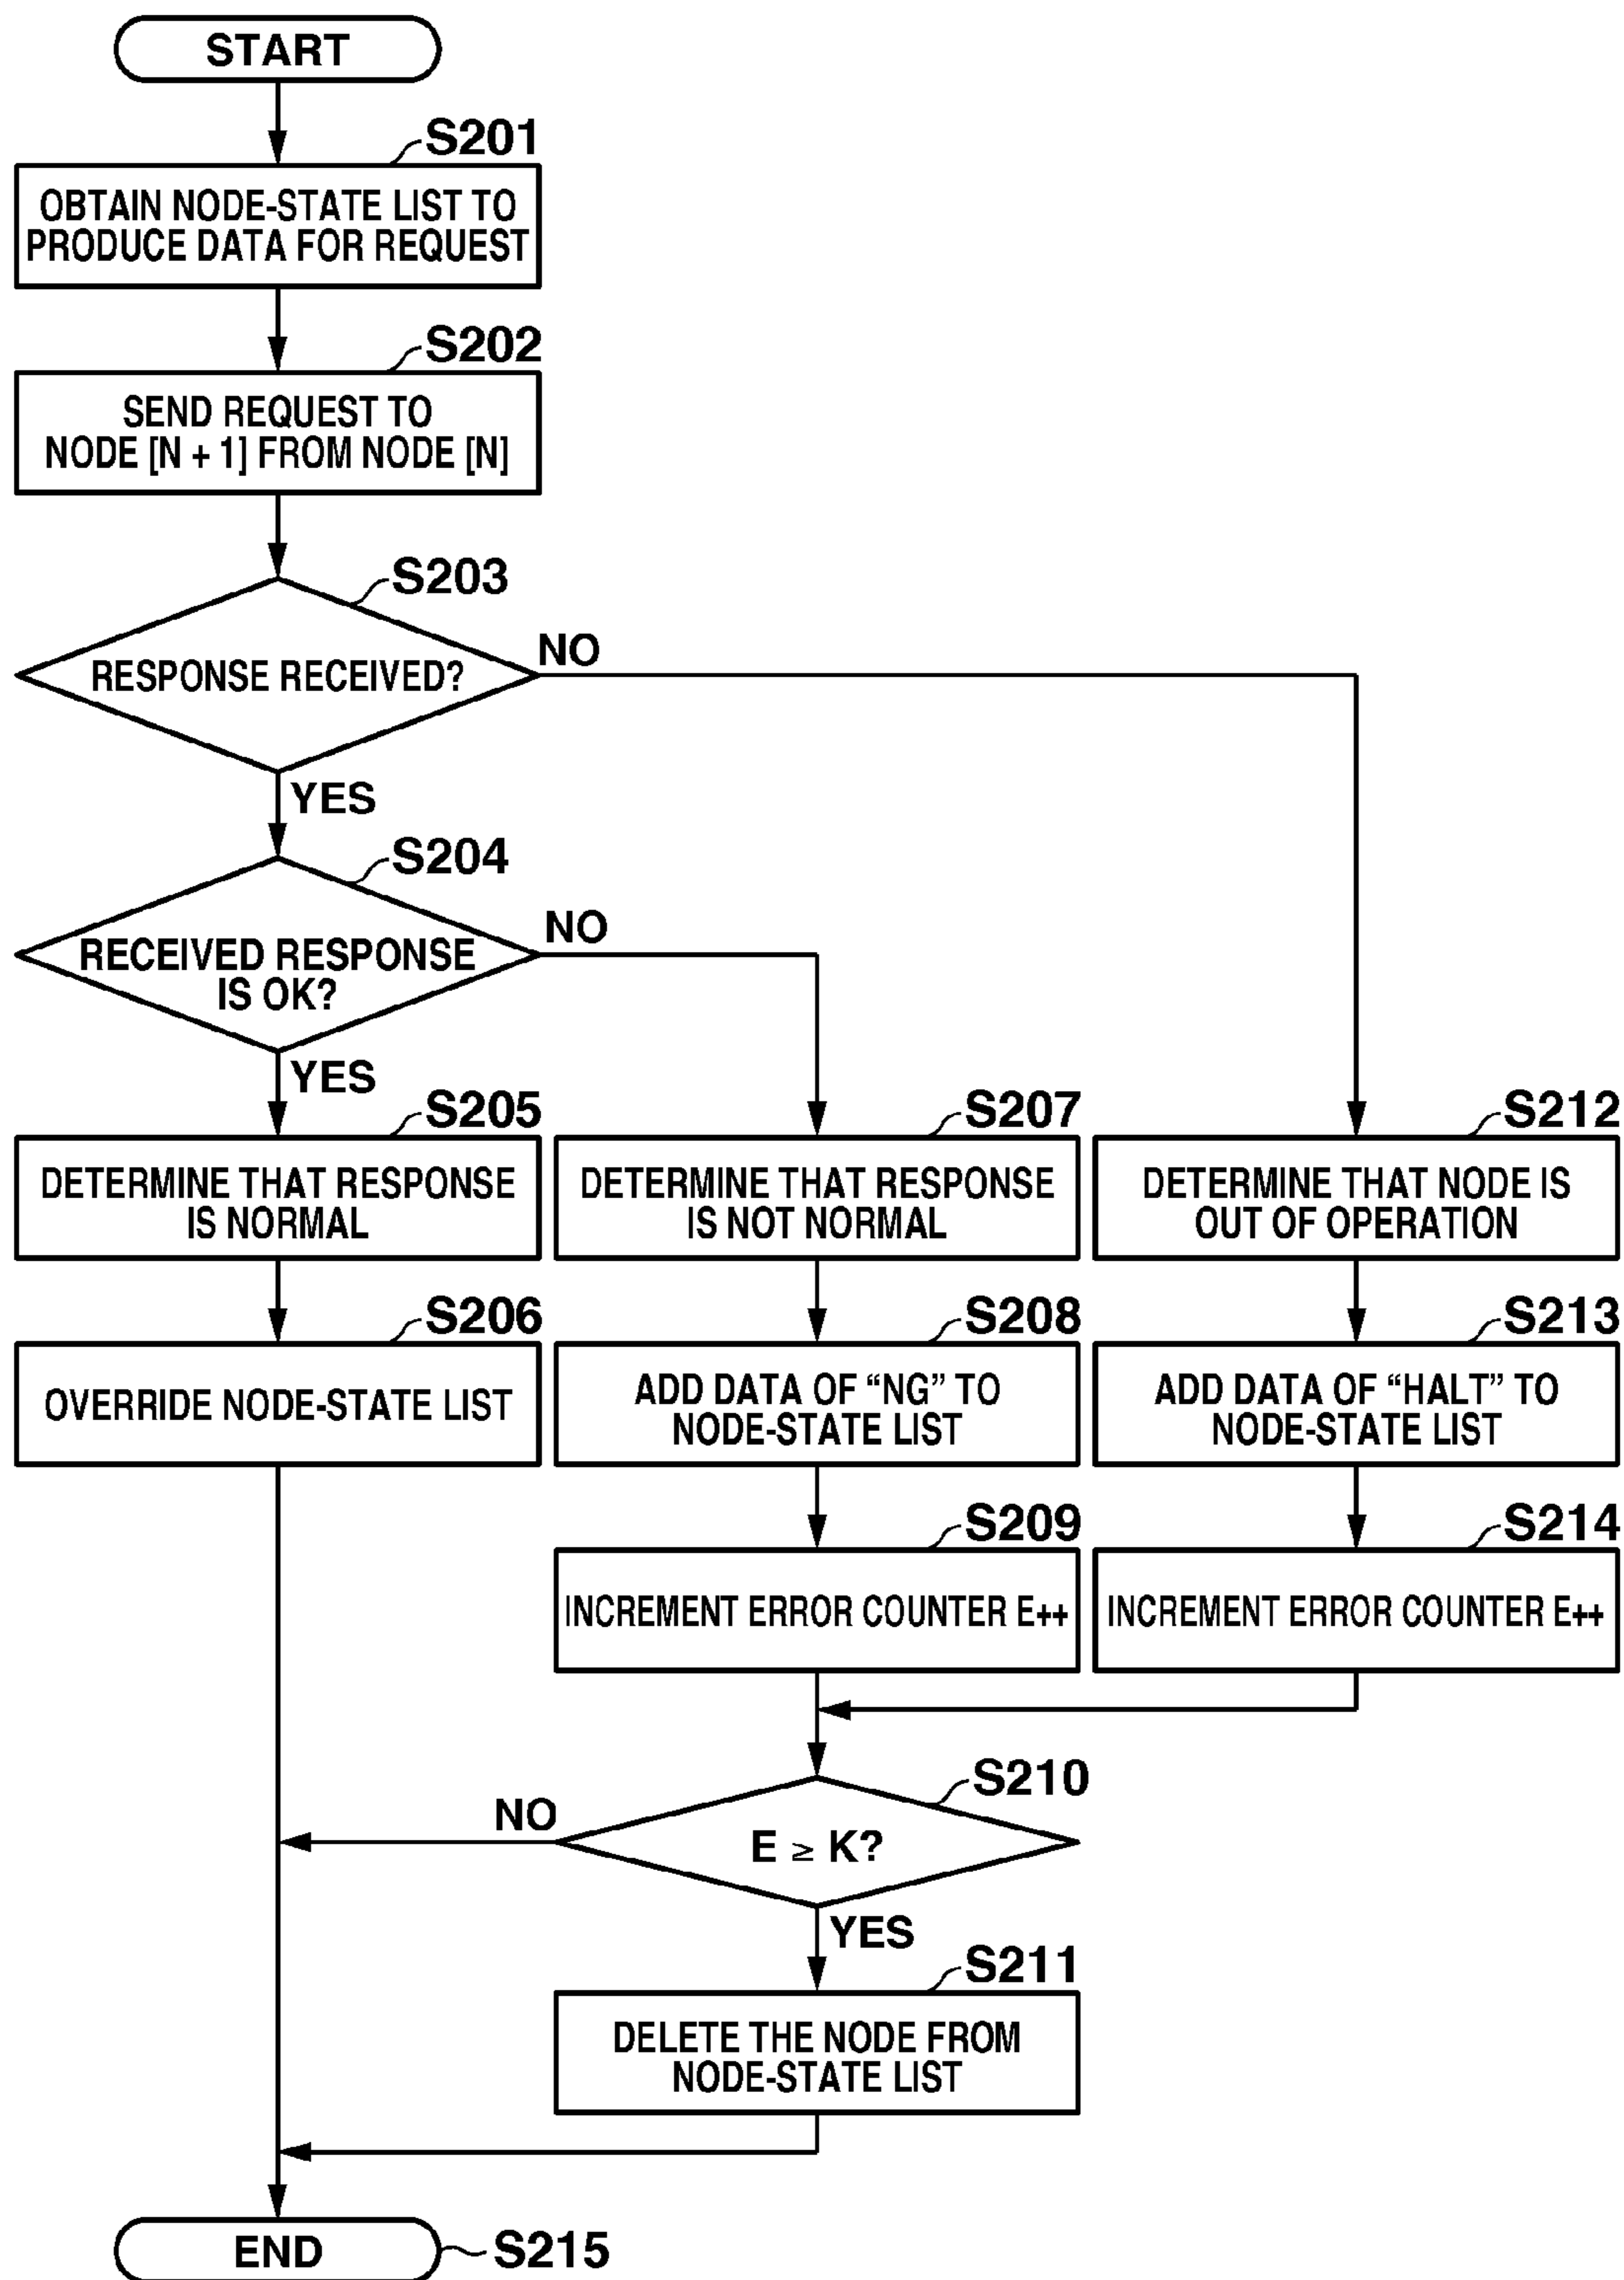 START
S201
OBTAIN NODE-STATE LIST TO
PRODUCE DATA FOR REQUEST
S202
SEND REQUEST TO
NODE [N + 1] FROM NODE [N]
S203
RESPONSE RECEIVED?
NO
YES
S204
RECEIVED RESPONSE
IS OK?
NO
YES
S205
DETERMINE THAT RESPONSE
IS NORMAL
S206
OVERRIDE NODE-STATE LIST
S207
DETERMINE THAT RESPONSE
IS NOT NORMAL
S208
ADD DATA OF “NG” TO
NODE-STATE LIST
S209
INCREMENT ERROR COUNTER E++
S212
DETERMINE THAT NODE IS
OUT OF OPERATION
S213
ADD DATA OF “HALT” TO
NODE-STATE LIST
S214
INCREMENT ERROR COUNTER E++
S210
E ≥ K?
NO
YES
S211
DELETE THE NODE FROM
NODE-STATE LIST
END
S215